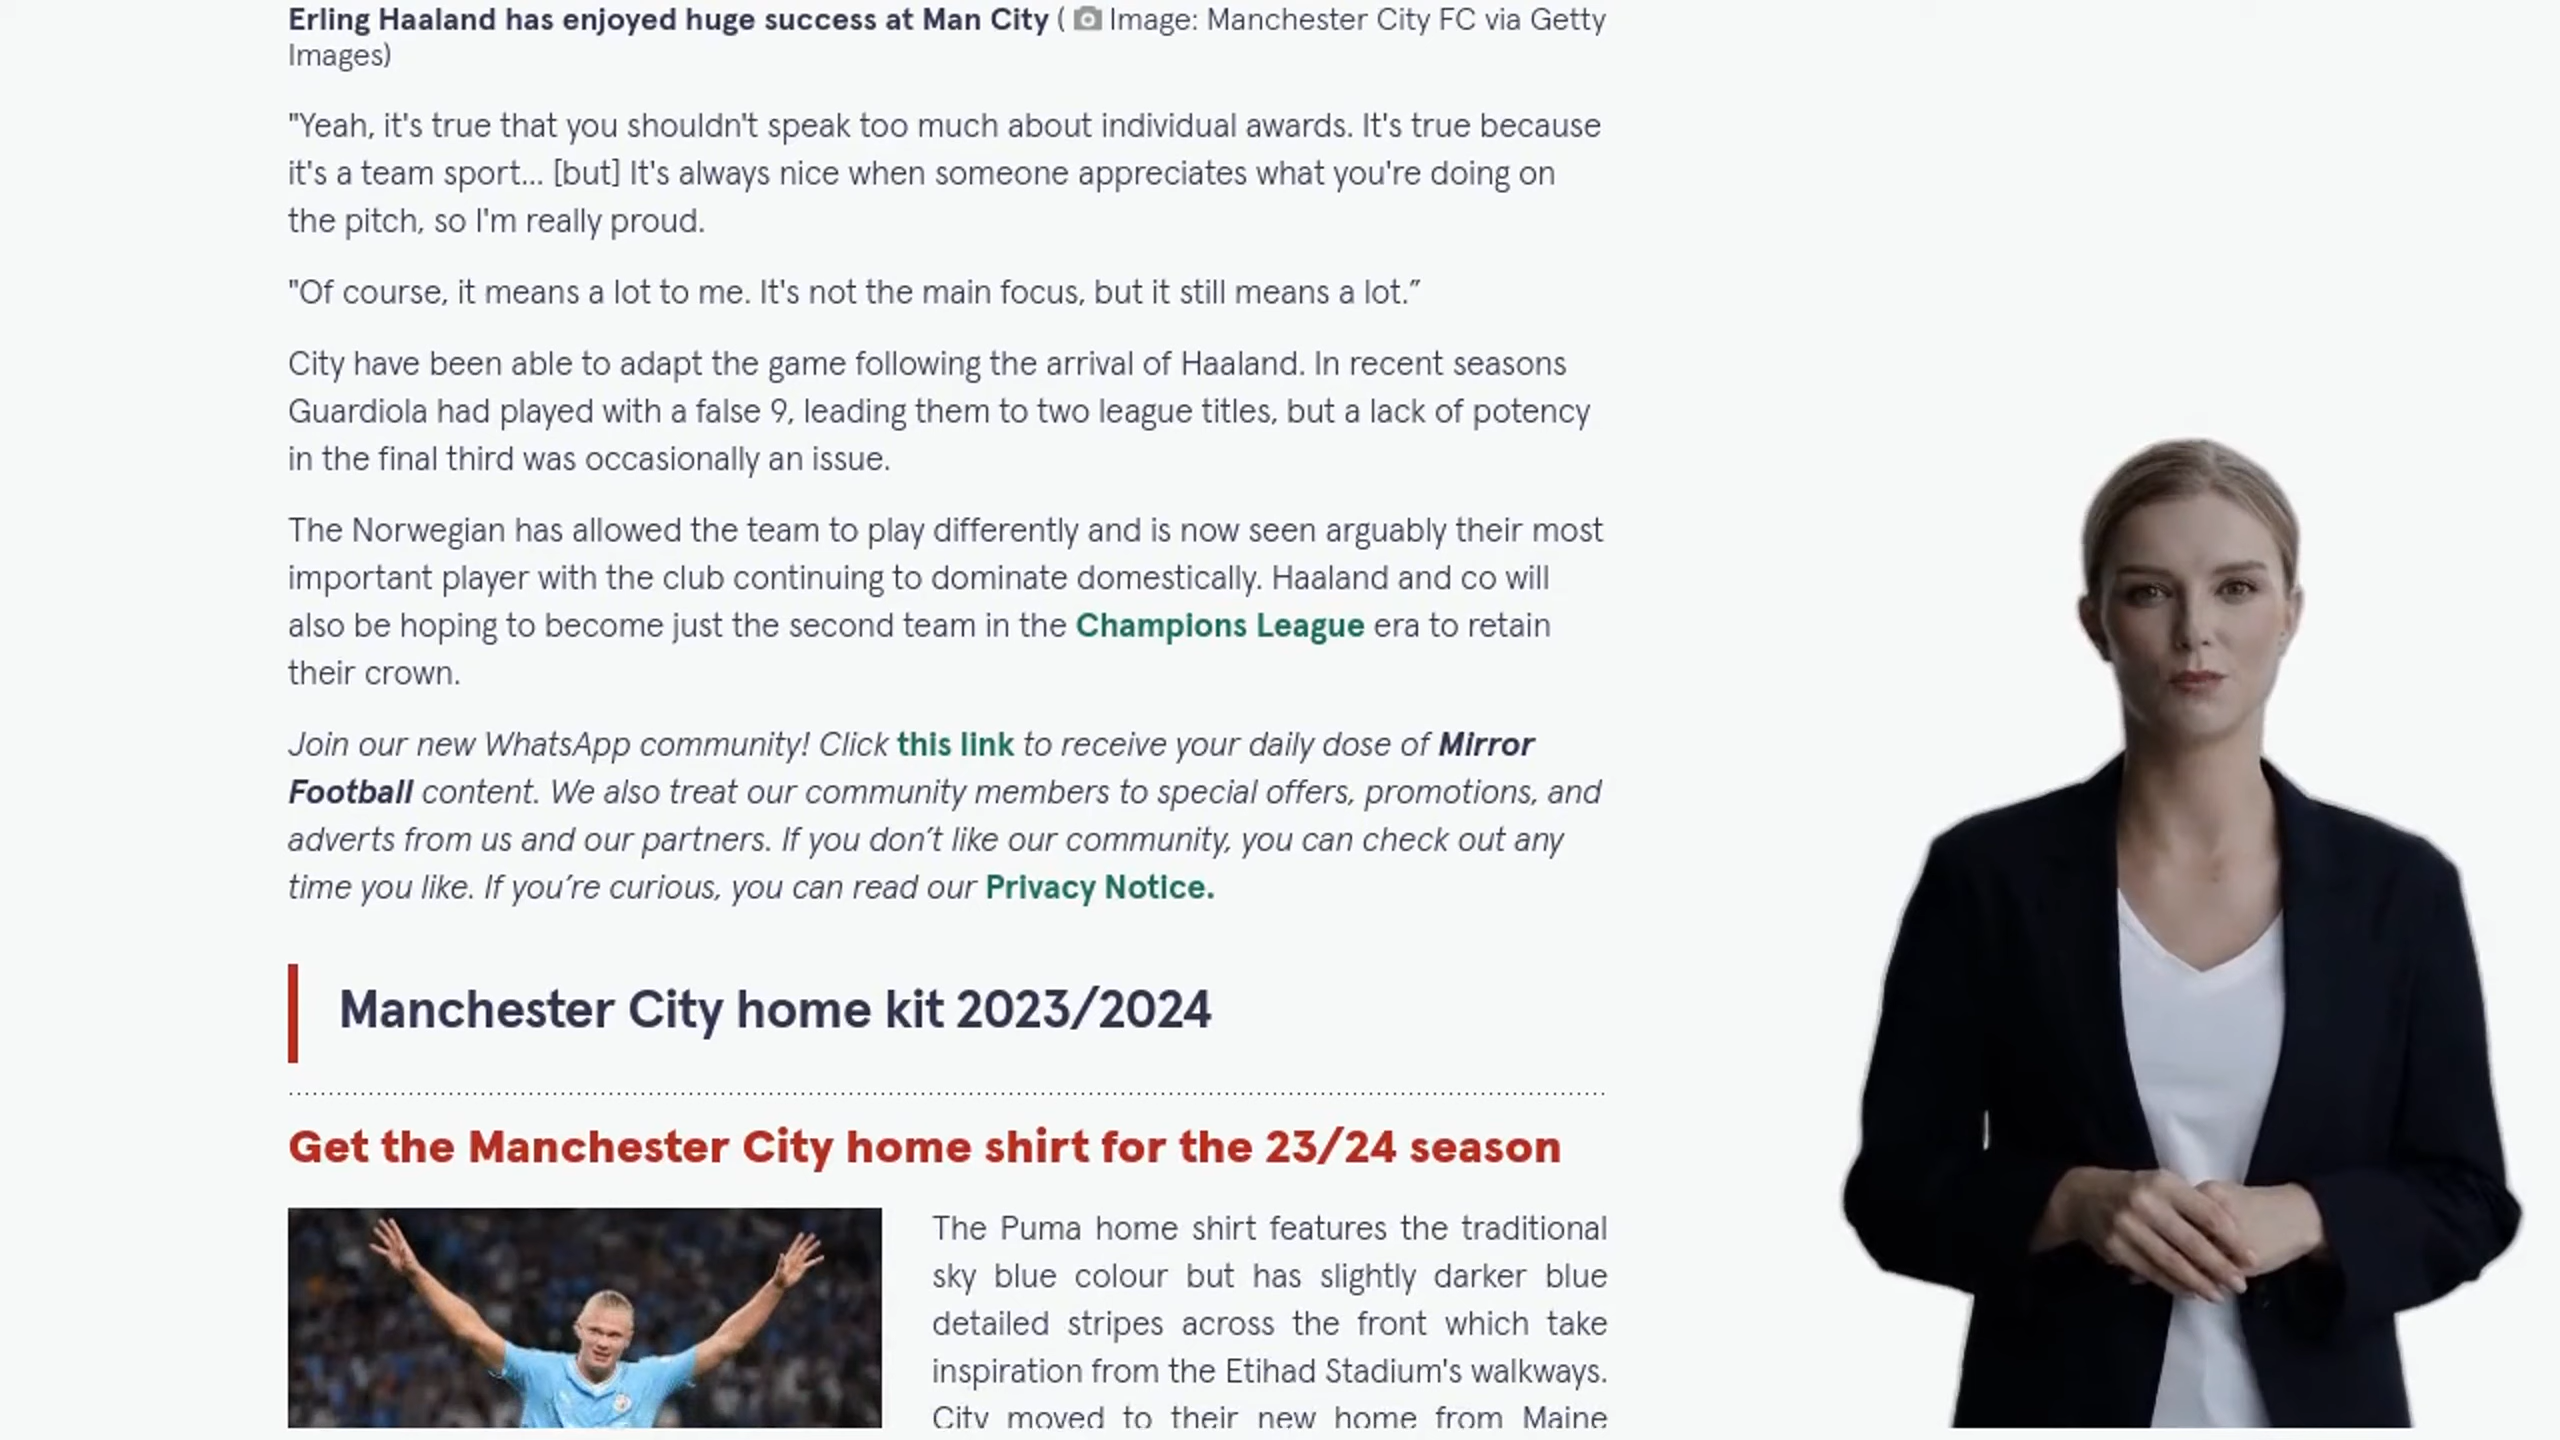 Erling Haaland has enjoyed huge success at Man City ( Image: Manchester City FC via Getty
Images)
"Yeah, it's true that you shouldn't speak too much about individual awards. It's true because
it's a team sport... [but] It's always nice when someone appreciates what you're doing on
the pitch, so I'm really proud.
"Of course, it means a lot to me. It's not the main focus, but it still means a lot.”
City have been able to adapt the game following the arrival of Haaland. In recent seasons
Guardiola had played with a false 9, leading them to two league titles, but a lack of potency
in the final third was occasionally an issue.
The Norwegian has allowed the team to play differently and is now seen arguably their most
important player with the club continuing to dominate domestically. Haaland and co will
also be hoping to become just the second team in the Champions League era to retain
their crown.
Join our new WhatsApp community! Click this link to receive your daily dose of Mirror
Football content. We also treat our community members to special offers, promotions, and
adverts from us and our partners. If you don’t like our community, you can check out any
time you like. If you’re curious, you can read our Privacy Notice.
Manchester City home kit 2023/2024
Get the Manchester City home shirt for the 23/24 season
The Puma home shirt features the traditional
sky blue colour but has slightly darker blue
detailed stripes across the front which take
inspiration from the Etihad Stadium's walkways.
City moved to their new home from Maine